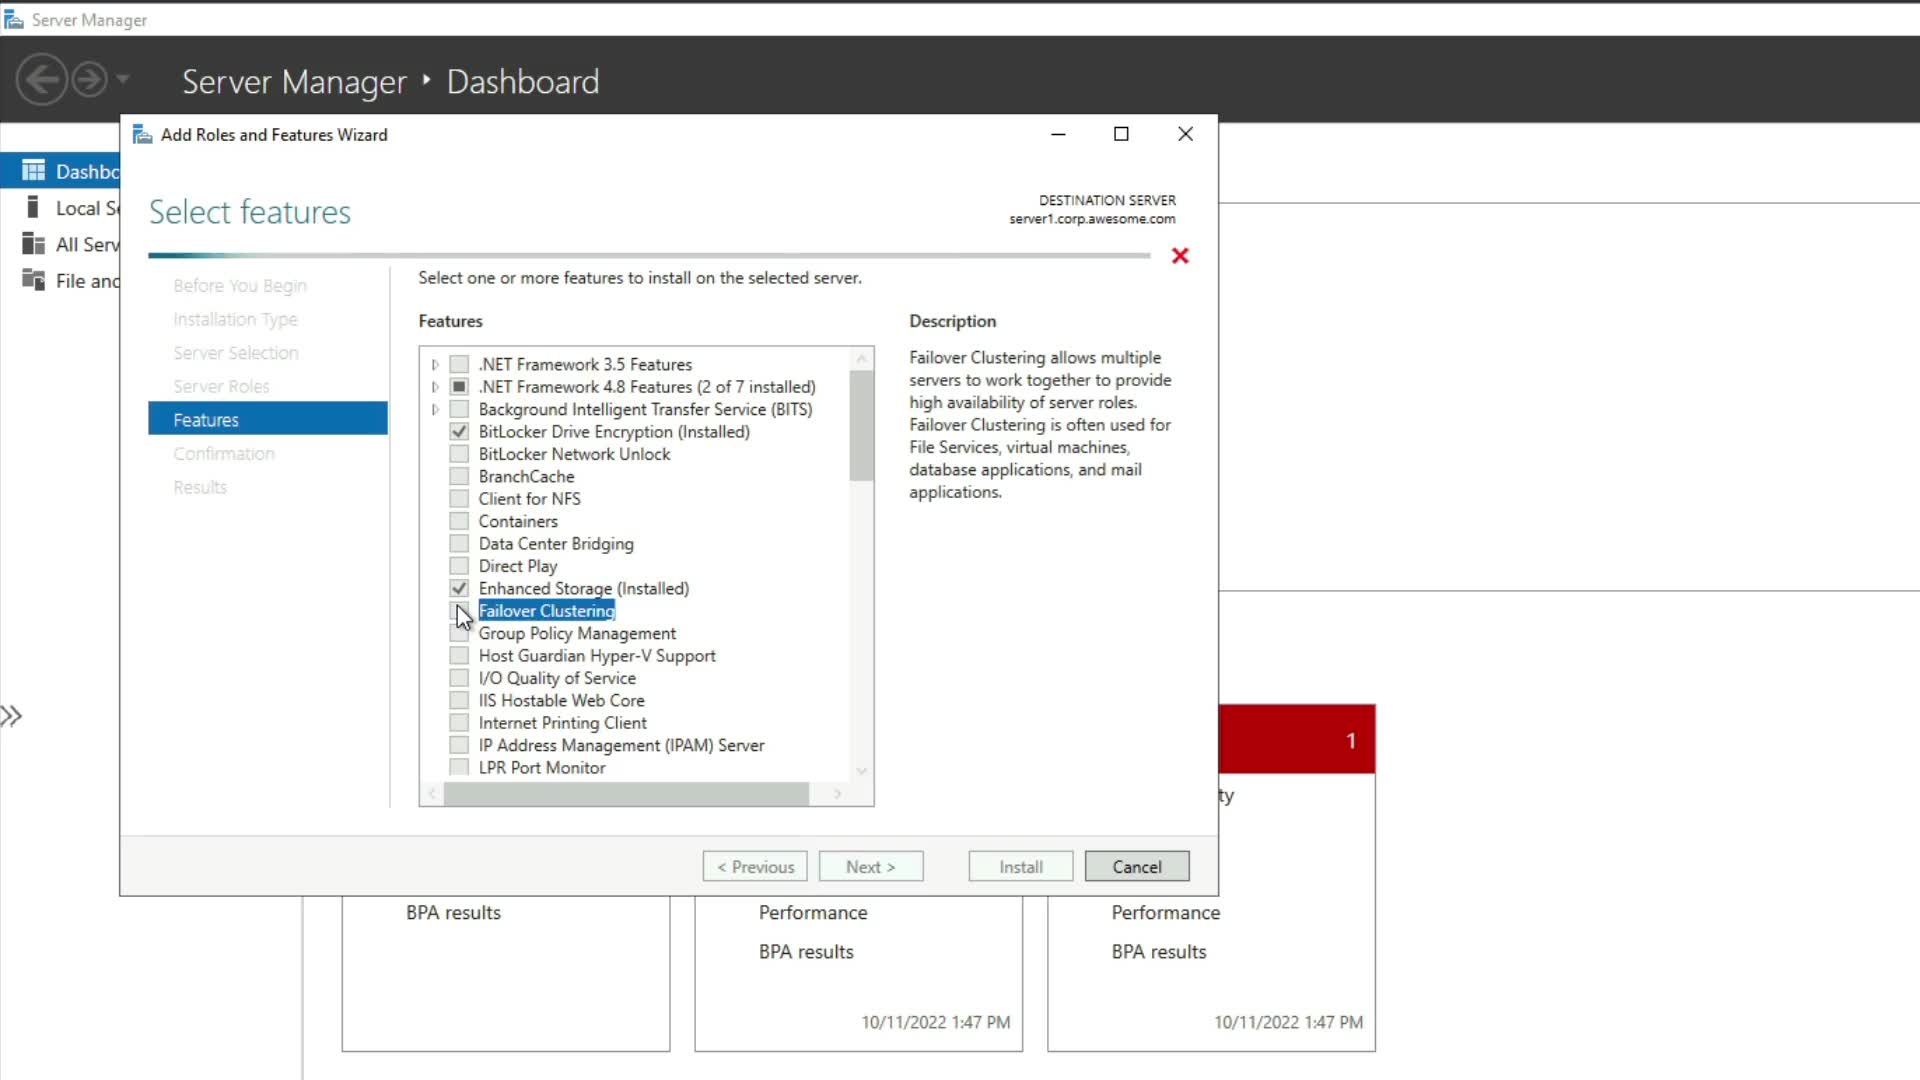 Server Manager
Server Manager ‣ Dashboard
Add Roles and Features Wizard
Dashbo
Local Se
All Serv
File and
Select features
DESTINATION SERVER
server1.corp.awesome.com
Before You Begin
Installation Type
Server Selection
Server Roles
Features
Confirmation
Results
Select one or more features to install on the selected server.
Features
.NET Framework 3.5 Features
.NET Framework 4.8 Features (2 of 7 installed)
Background Intelligent Transfer Service (BITS)
BitLocker Drive Encryption (Installed)
BitLocker Network Unlock
BranchCache
Client for NFS
Containers
Data Center Bridging
Direct Play
Enhanced Storage (Installed)
Failover Clustering
Group Policy Management
Host Guardian Hyper-V Support
I/O Quality of Service
IIS Hostable Web Core
Internet Printing Client
IP Address Management (IPAM) Server
LPR Port Monitor
Description
Failover Clustering allows multiple
servers to work together to provide
high availability of server roles.
Failover Clustering is often used for
File Services, virtual machines,
database applications, and mail
applications.
< Previous
Next >
Install
Cancel
1
ty
BPA results
Performance
BPA results
10/11/2022 1:47 PM
Performance
BPA results
10/11/2022 1:47 PM